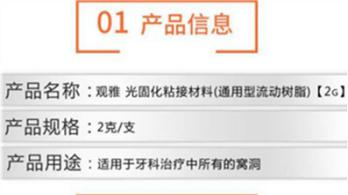 01 产品信息
产品名称：观雅 光固化粘接材料(通用型流动树脂)【2G】
产品规格：2克/支
产品用途：适用于牙科治疗中所有的窝洞